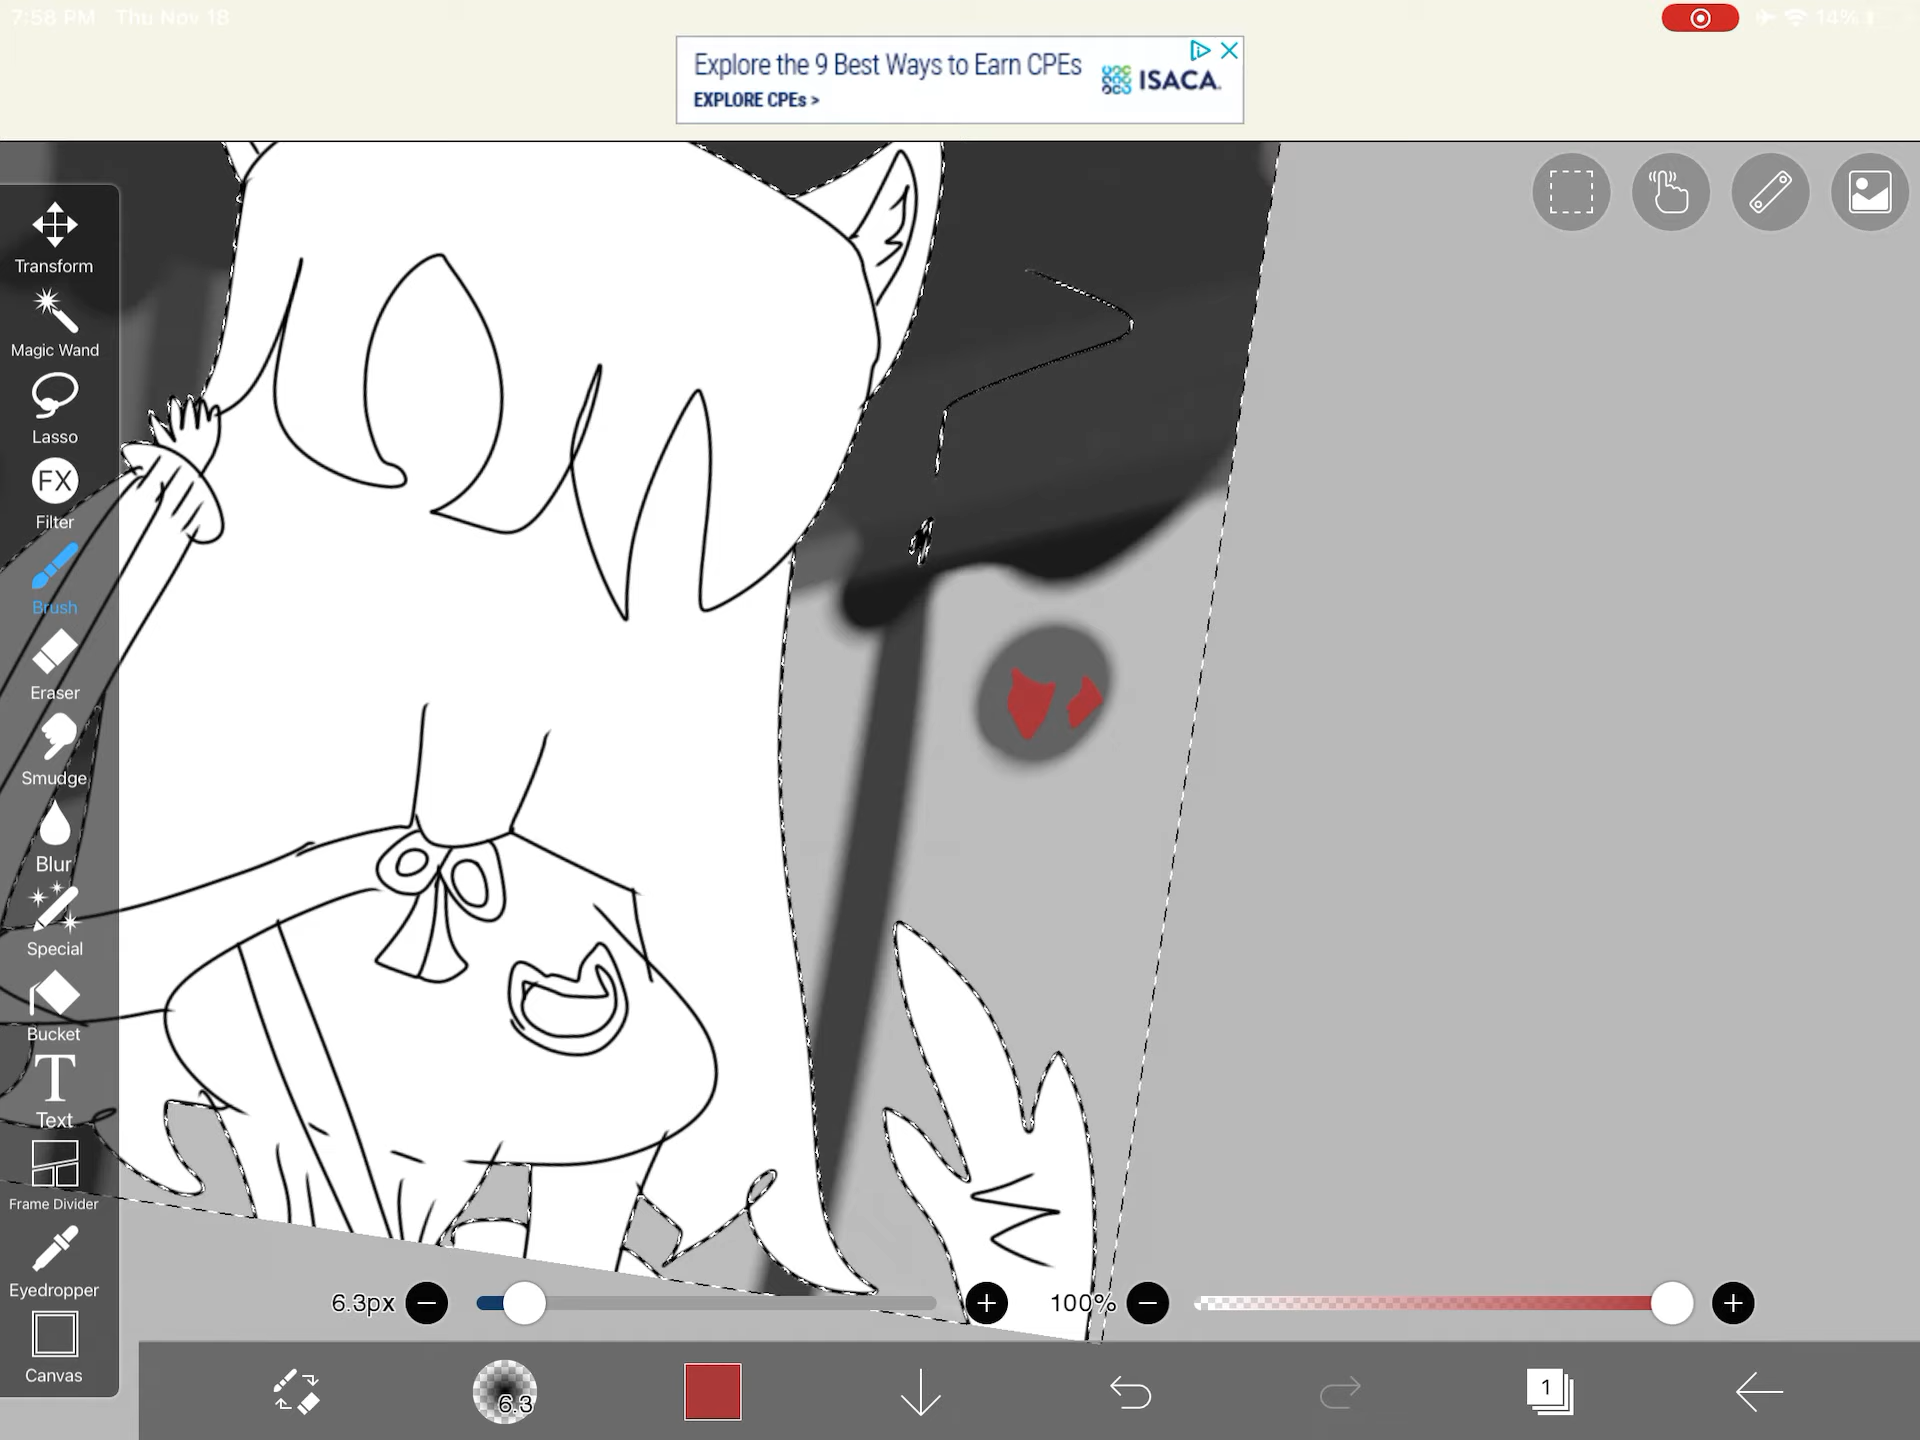 7:58 PM Thu Nov 18
14%
Explore the 9 Best Ways to Earn CPEs
EXPLORE CPEs >
ISACA.
Transform
Magic Wand
Lasso
FX
Filter
Brush
Eraser
Smudge
Blur
Special
Bucket
T
Text
Frame Divider
Eyedropper
Canvas
6.3px
100%
6.3
1